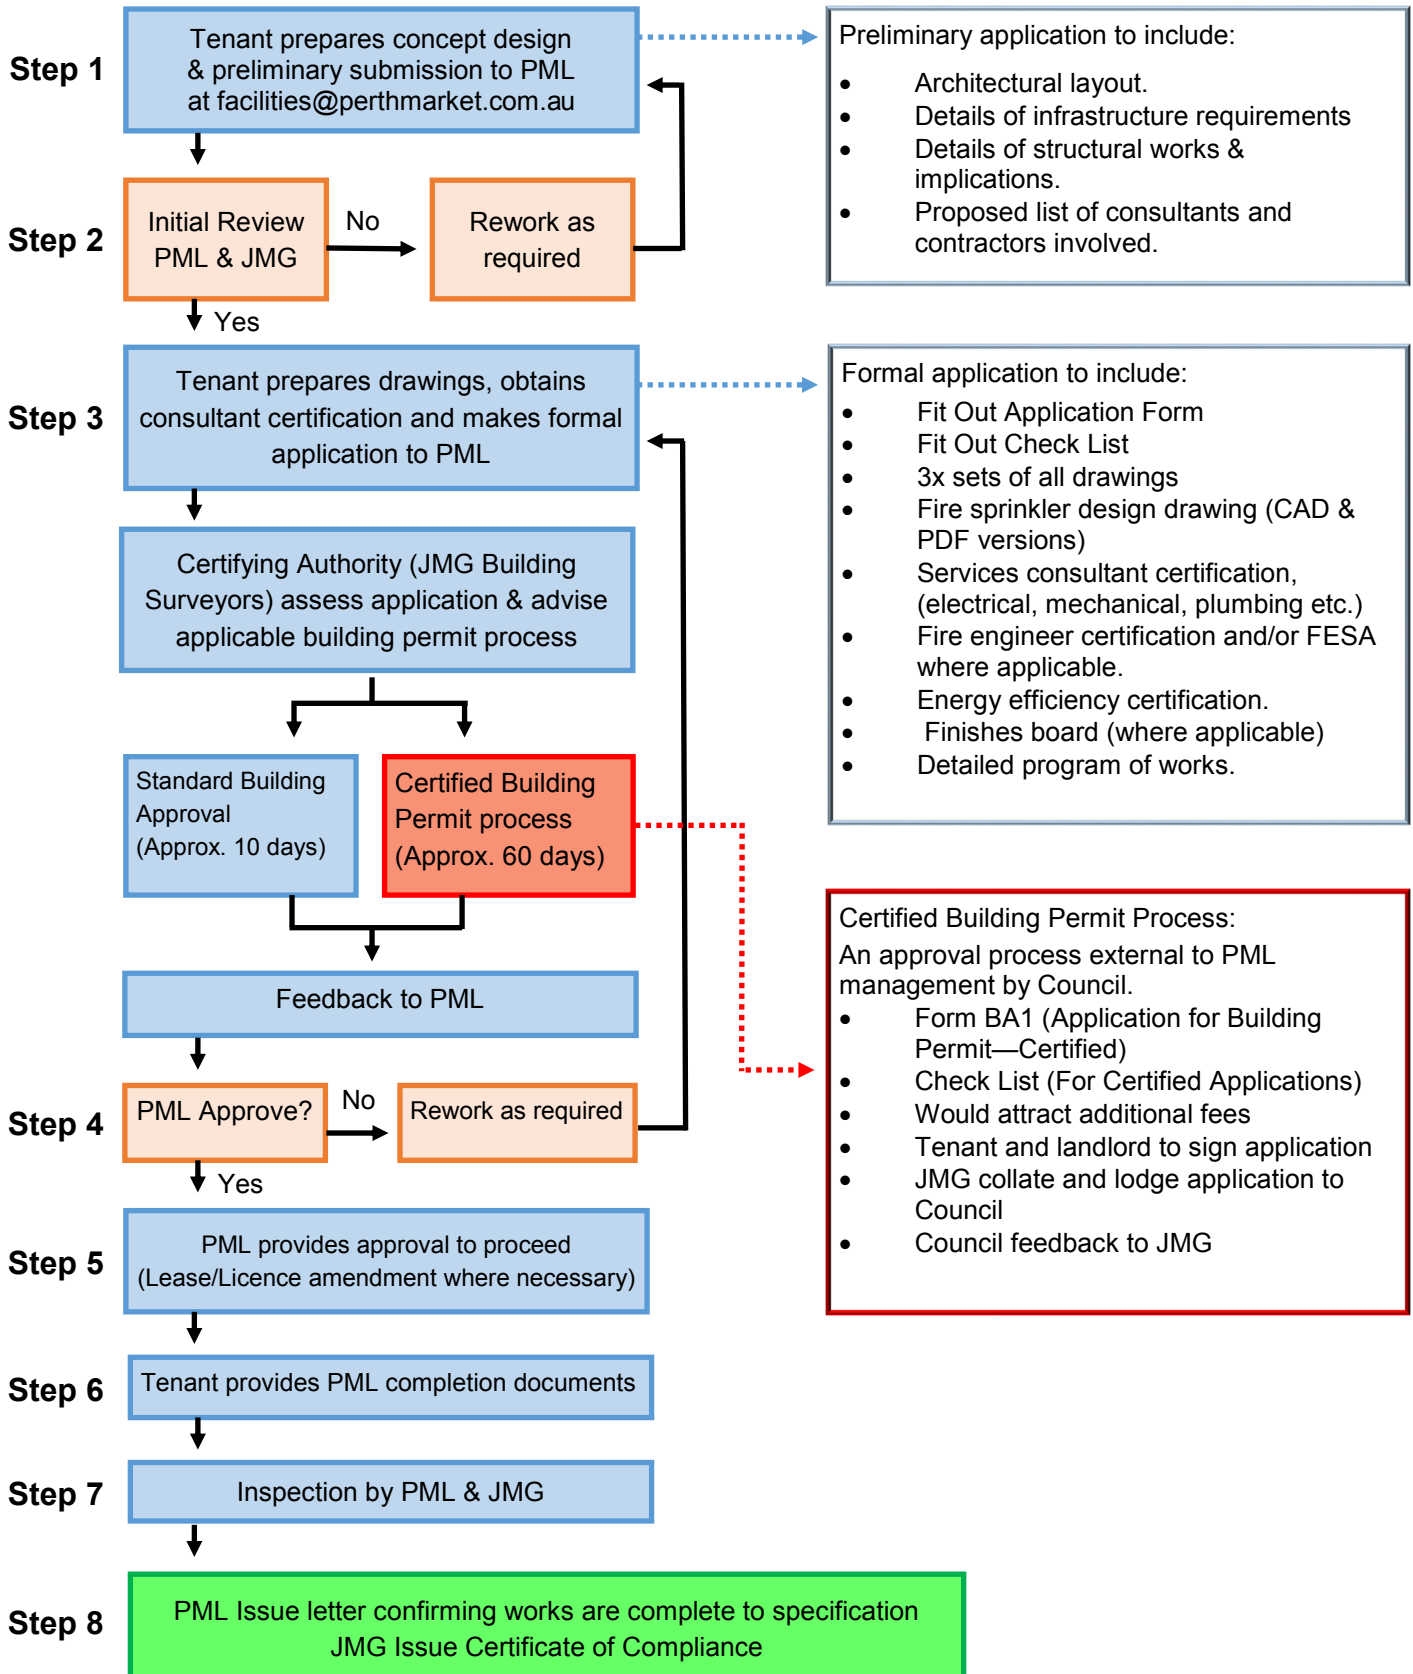 Step 1
Tenant prepares concept design
& preliminary submission to PML
at facilities@perthmarket.com.au
Preliminary application to include:
• Architectural layout.
• Details of infrastructure requirements
• Details of structural works &
implications.
• Proposed list of consultants and
contractors involved.
Step 2
Initial Review
PML & JMG
No
Rework as
required
Yes
Step 3
Tenant prepares drawings, obtains
consultant certification and makes formal
application to PML
Formal application to include:
• Fit Out Application Form
• Fit Out Check List
• 3x sets of all drawings
• Fire sprinkler design drawing (CAD &
PDF versions)
• Services consultant certification,
(electrical, mechanical, plumbing etc.)
• Fire engineer certification and/or FESA
where applicable.
• Energy efficiency certification.
• Finishes board (where applicable)
• Detailed program of works.
Certifying Authority (JMG Building
Surveyors) assess application & advise
applicable building permit process
Standard Building
Approval
(Approx. 10 days)
Certified Building
Permit process
(Approx. 60 days)
Certified Building Permit Process:
An approval process external to PML
management by Council.
• Form BA1 (Application for Building
Permit—Certified)
• Check List (For Certified Applications)
• Would attract additional fees
• Tenant and landlord to sign application
• JMG collate and lodge application to
Council
• Council feedback to JMG
Feedback to PML
Step 4
PML Approve?
No
Rework as required
Yes
Step 5
PML provides approval to proceed
(Lease/Licence amendment where necessary)
Step 6
Tenant provides PML completion documents
Step 7
Inspection by PML & JMG
Step 8
PML Issue letter confirming works are complete to specification
JMG Issue Certificate of Compliance